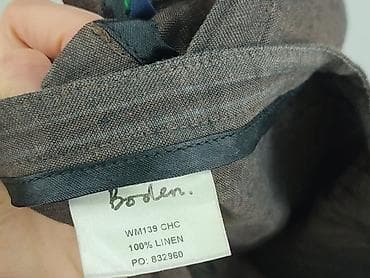 Boden.
WM139 CHC
100% LINEN
PO: 832960